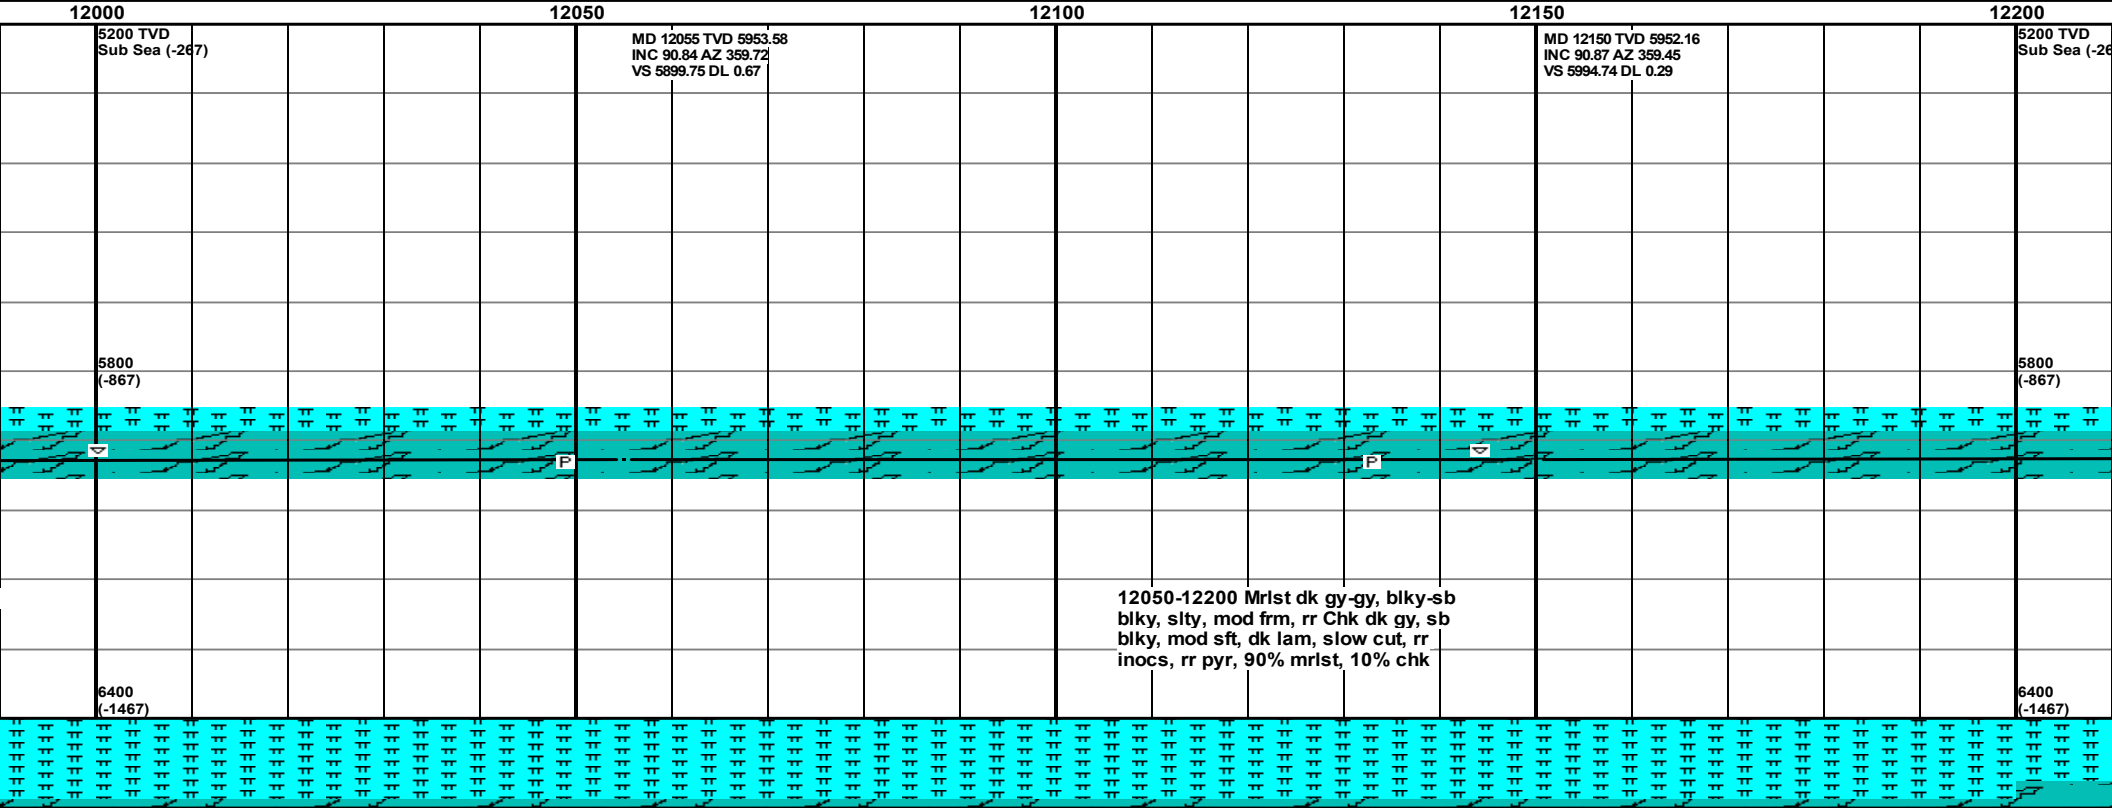 12000 12050 12100 12150 12200
5200 TVD
Sub Sea (-267)
MD 12055 TVD 5953.58
INC 90.84 AZ 359.72
VS 5899.75 DL 0.67
MD 12150 TVD 5952.16
INC 90.87 AZ 359.45
VS 5994.74 DL 0.29
5200 TVD
Sub Sea (-26
5800
(-867)
5800
(-867)
P
P
12050-12200 Mrlst dk gy-gy, blky-sb
blky, slty, mod frm, rr Chk dk gy, sb
blky, mod sft, dk lam, slow cut, rr
inocs, rr pyr, 90% mrlst, 10% chk
6400
(-1467)
6400
(-1467)